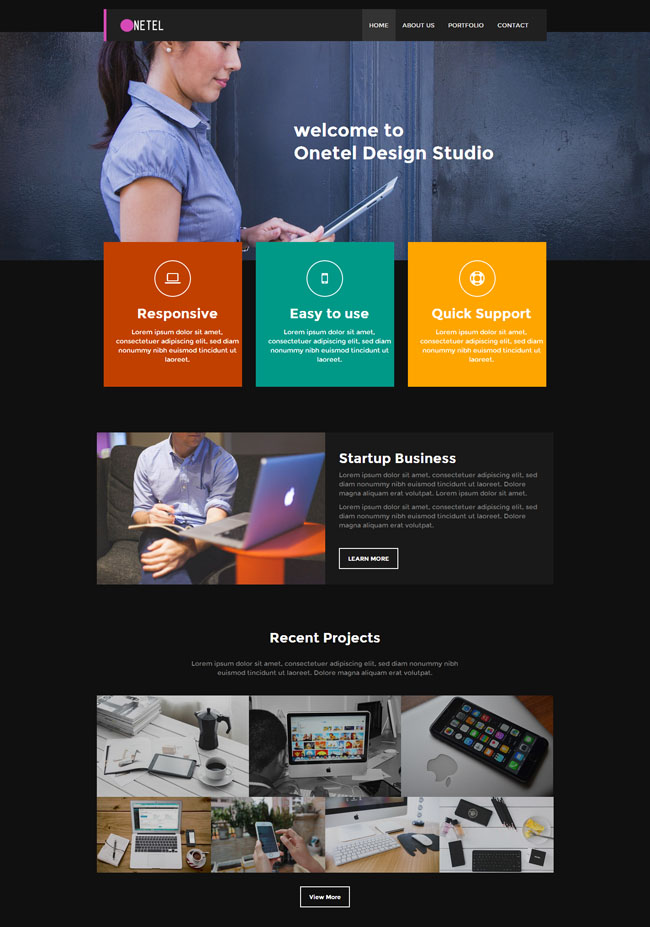 ONETEL
HOME ABOUT US PORTFOLIO CONTACT
welcome to
Onetel Design Studio
Responsive
Lorem ipsum dolor sit amet,
consectetuer adipiscing elit, sed diam
nonummy nibh euismod tincidunt ut
laoreet.
Easy to use
Lorem ipsum dolor sit amet,
consectetuer adipiscing elit, sed diam
nonummy nibh euismod tincidunt ut
laoreet.
Quick Support
Lorem ipsum dolor sit amet,
consectetuer adipiscing elit, sed diam
nonummy nibh euismod tincidunt ut
laoreet.
Startup Business
Lorem ipsum dolor sit amet, consectetuer adipiscing elit, sed
diam nonummy nibh euismod tincidunt ut laoreet. Dolore
magna aliquam erat volutpat. Lorem ipsum dolor sit amet.
Lorem ipsum dolor sit amet, consectetuer adipiscing elit, sed
diam nonummy nibh euismod tincidunt ut laoreet. Dolore
magna aliquam erat volutpat.
LEARN MORE
Recent Projects
Lorem ipsum dolor sit amet, consectetuer adipiscing elit, sed diam nonummy nibh
euismod tincidunt ut laoreet. Dolore magna aliquam erat volutpat.
View More